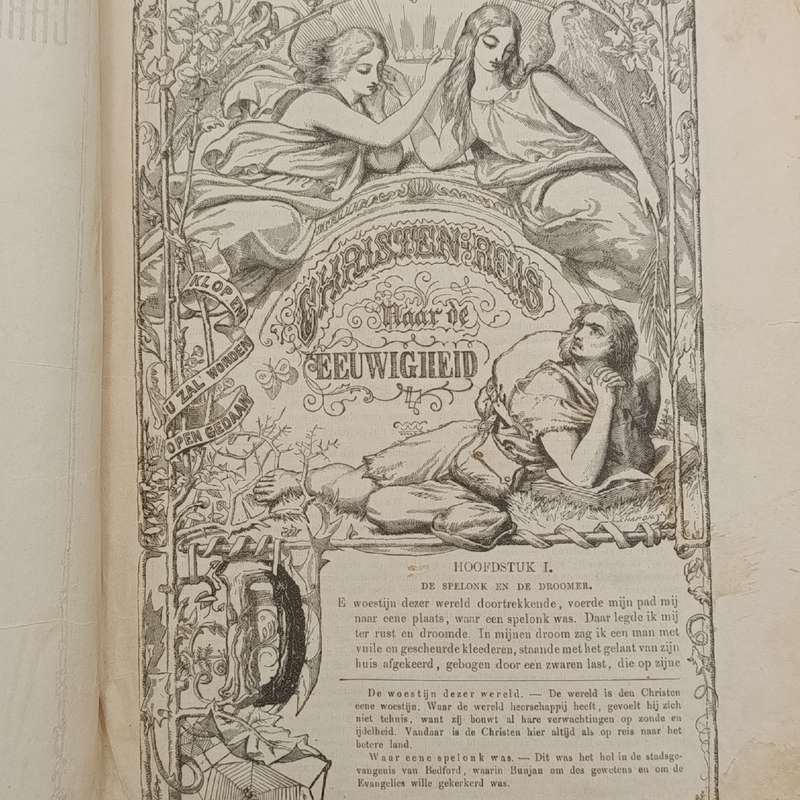 CHRISTEN-REIS
Naar de
EEUWIGHEID
KLOP EN
U ZAL WORDEN
OPEN GEDAAN
HOOFDSTUK I.
DE SPELONK EN DE DROOMER.
DE woestijn dezer wereld doortrekkende, voerde mijn pad mij
naar eene plaats, waar een spelonk was. Daar legde ik mij
ter rust en droomde. In mijnen droom zag ik een man met
vuile en gescheurde kleederen, staande met het gelaat van zijn
huis afgekeerd, gebogen door een zwaren last, die op zijne
De woestijn dezer wereld. — De wereld is den Christen
eene woestijn. Waar de wereld heerschappij heeft, gevoelt hij zich
niet tehuis, want zij bouwt al hare verwachtingen op zonde en
ijdelheid. Vandaar is de Christen hier altijd als op reis naar het
betere land.
Waar eene spelonk was. — Dit was het hol in de stadsge-
vangenis van Bedford, waarin Bunjan om des gewetens en om de
Evangelies wille gekerkerd was.